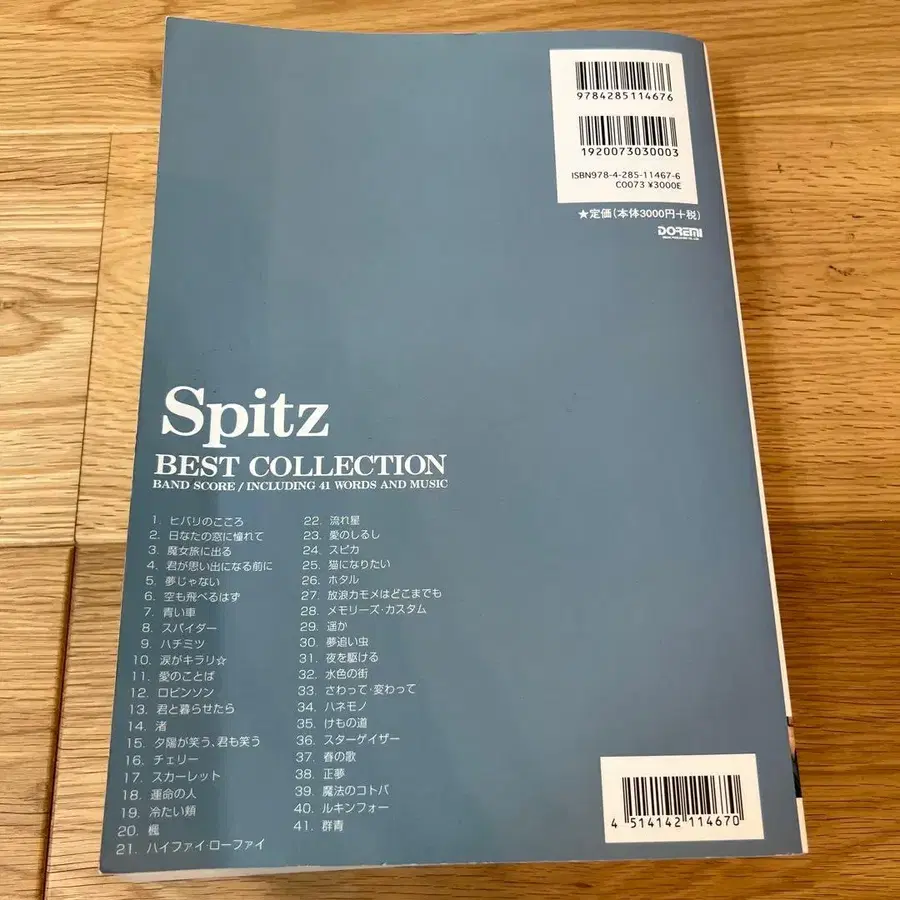 9784285114676
1920073030003
ISBN978-4-285-11467-6
C0073 ¥3000E
★定価(本体3000円+税)
DOREMI
Spitz
BEST COLLECTION
BAND SCORE / INCLUDING 41 WORDS AND MUSIC
1. ヒバリのこころ
2. 日なたの窓に憧れて
3. 魔女旅に出る
4. 君が思い出になる前に
5. 夢じゃない
6. 空も飛べるはず
7. 青い車
8. スパイダー
9. ハチミツ
10. 涙がキラリ☆
11. 愛のことば
12. ロビンソン
13. 君と暮らせたら
14. 渚
15. 夕陽が笑う、君も笑う
16. チェリー
17. スカーレット
18. 運命の人
19. 冷たい頬
20. 楓
21. ハイファイ・ローファイ
22. 流れ星
23. 愛のしるし
24. スピカ
25. 猫になりたい
26. ホタル
27. 放浪カモメはどこまでも
28. メモリーズ・カスタム
29. 遥か
30. 夢追い虫
31. 夜を駆ける
32. 水色の街
33. さわって・変わって
34. ハネモノ
35. けもの道
36. スターゲイザー
37. 春の歌
38. 正夢
39. 魔法のコトバ
40. ルキンフォー
41. 群青
4 514142 114670